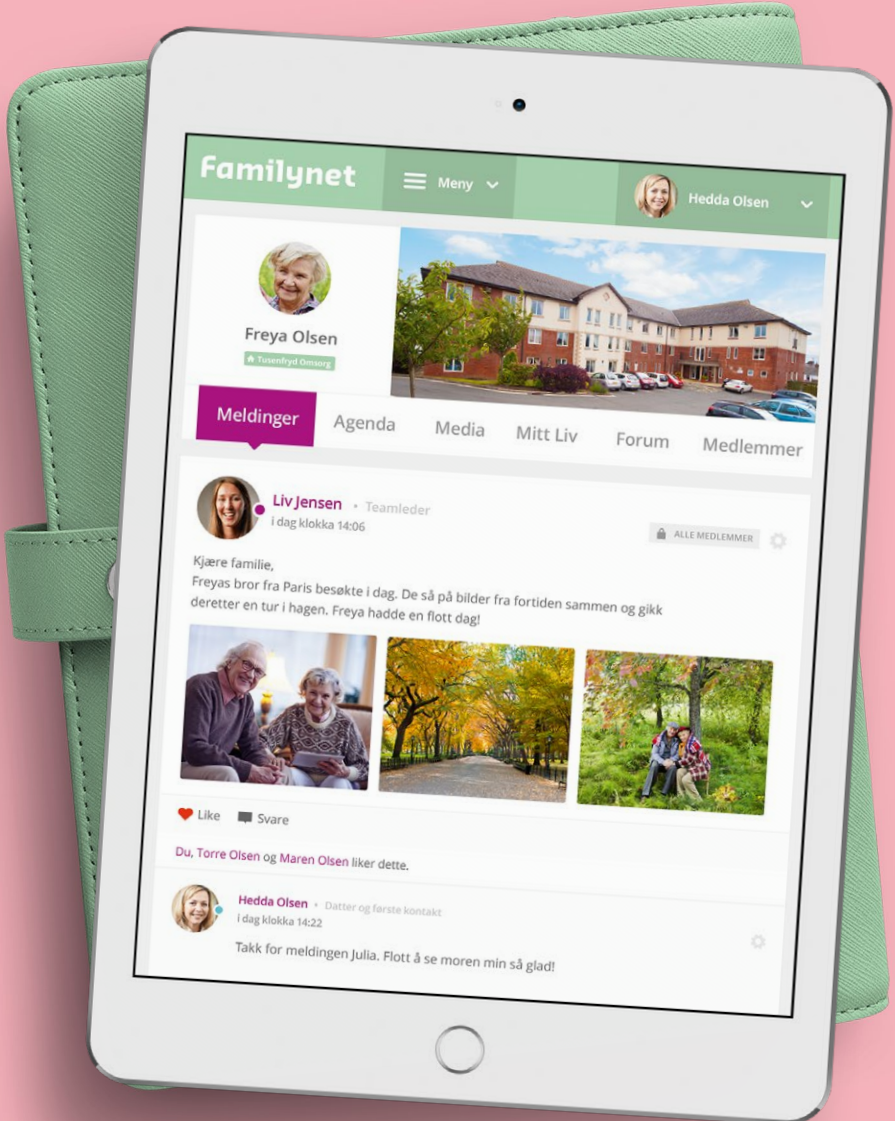 Familynet
Meny
Hedda Olsen
Freya Olsen
Tusenfryd Omsorg
Meldinger Agenda Media Mitt Liv Forum Medlemmer
Liv Jensen • Teamleder
i dag klokka 14:06
ALLE MEDLEMMER
Kjære familie,
Freyas bror fra Paris besøkte i dag. De så på bilder fra fortiden sammen og gikk
deretter en tur i hagen. Freya hadde en flott dag!
Like Svare
Du, Torre Olsen og Maren Olsen liker dette.
Hedda Olsen • Datter og første kontakt
i dag klokka 14:22
Takk for meldingen Julia. Flott å se moren min så glad!